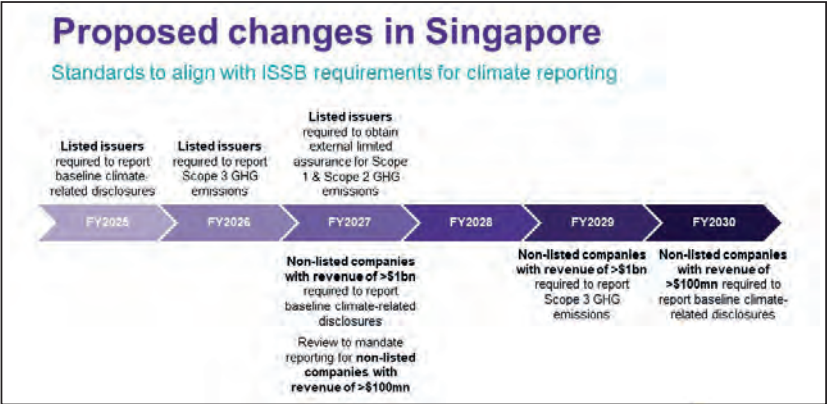 Proposed changes in Singapore
Standards to align with ISSB requirements for climate reporting
Listed issuers
required to report
baseline climate-
related disclosures
Listed issuers
required to report
Scope 3 GHG
emissions
Listed issuers
required to obtain
external limited
assurance for Scope
1 & Scope 2 GHG
emissions
FY2025
FY2026
FY2027
FY2028
FY2029
FY2030
Non-listed companies
with revenue of >$1bn
required to report
baseline climate-related
disclosures
Review to mandate
reporting for non-listed
companies with
revenue of >$100mn
Non-listed companies
with revenue of >$1bn
required to report
Scope 3 GHG
emissions
Non-listed companies
with revenue of
>$100mn required to
report baseline climate-
related disclosures